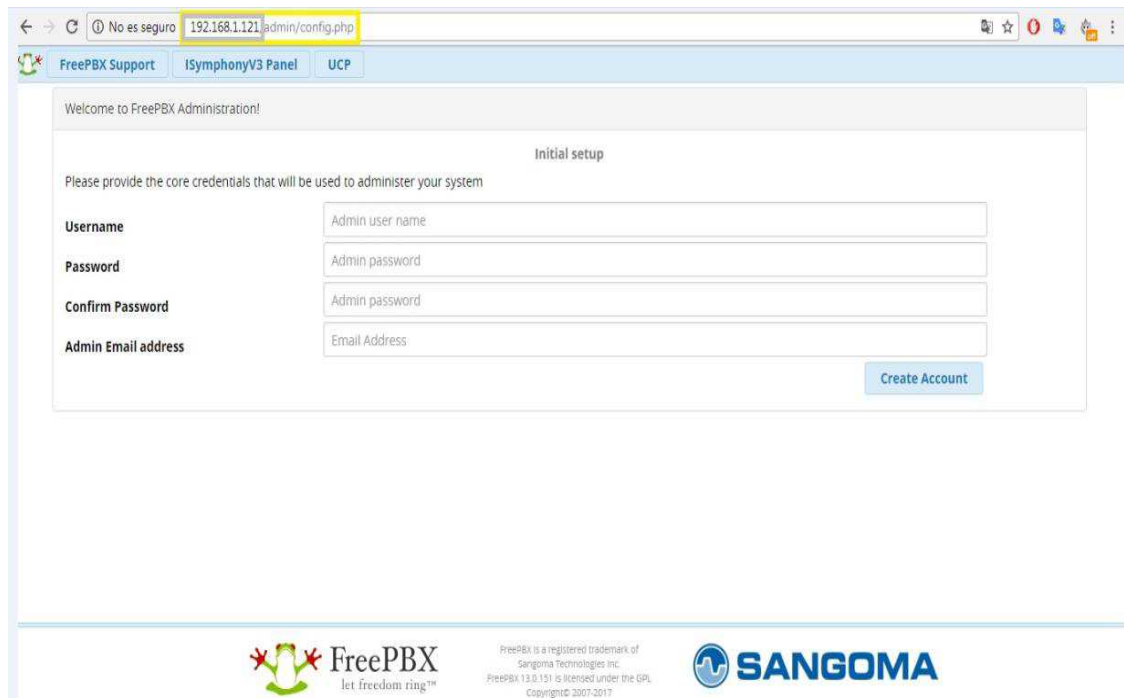 No es seguro 192.168.1.121/admin/config.php
FreePBX Support ISymphonyV3 Panel UCP
Welcome to FreePBX Administration!
Initial setup
Please provide the core credentials that will be used to administer your system
Username Admin user name
Password Admin password
Confirm Password Admin password
Admin Email address Email Address
Create Account
FreePBX
let freedom ring™
FreePBX is a registered trademark of
Sangoma Technologies Inc.
FreePBX 13.0.151 is licensed under the GPL
Copyright© 2007-2017
SANGOMA